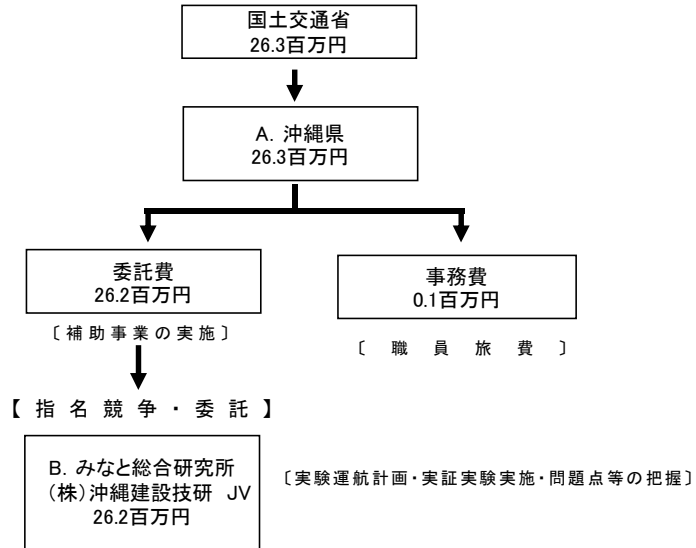 国土交通省
26.3百万円
A. 沖縄県
26.3百万円
委託費
26.2百万円
事務費
0.1百万円
〔補助事業の実施〕
〔職員旅費〕
【指名競争・委託】
B. みなと総合研究所
(株)沖縄建設技研 JV
26.2百万円
〔実験運航計画・実証実験実施・問題点等の把握〕